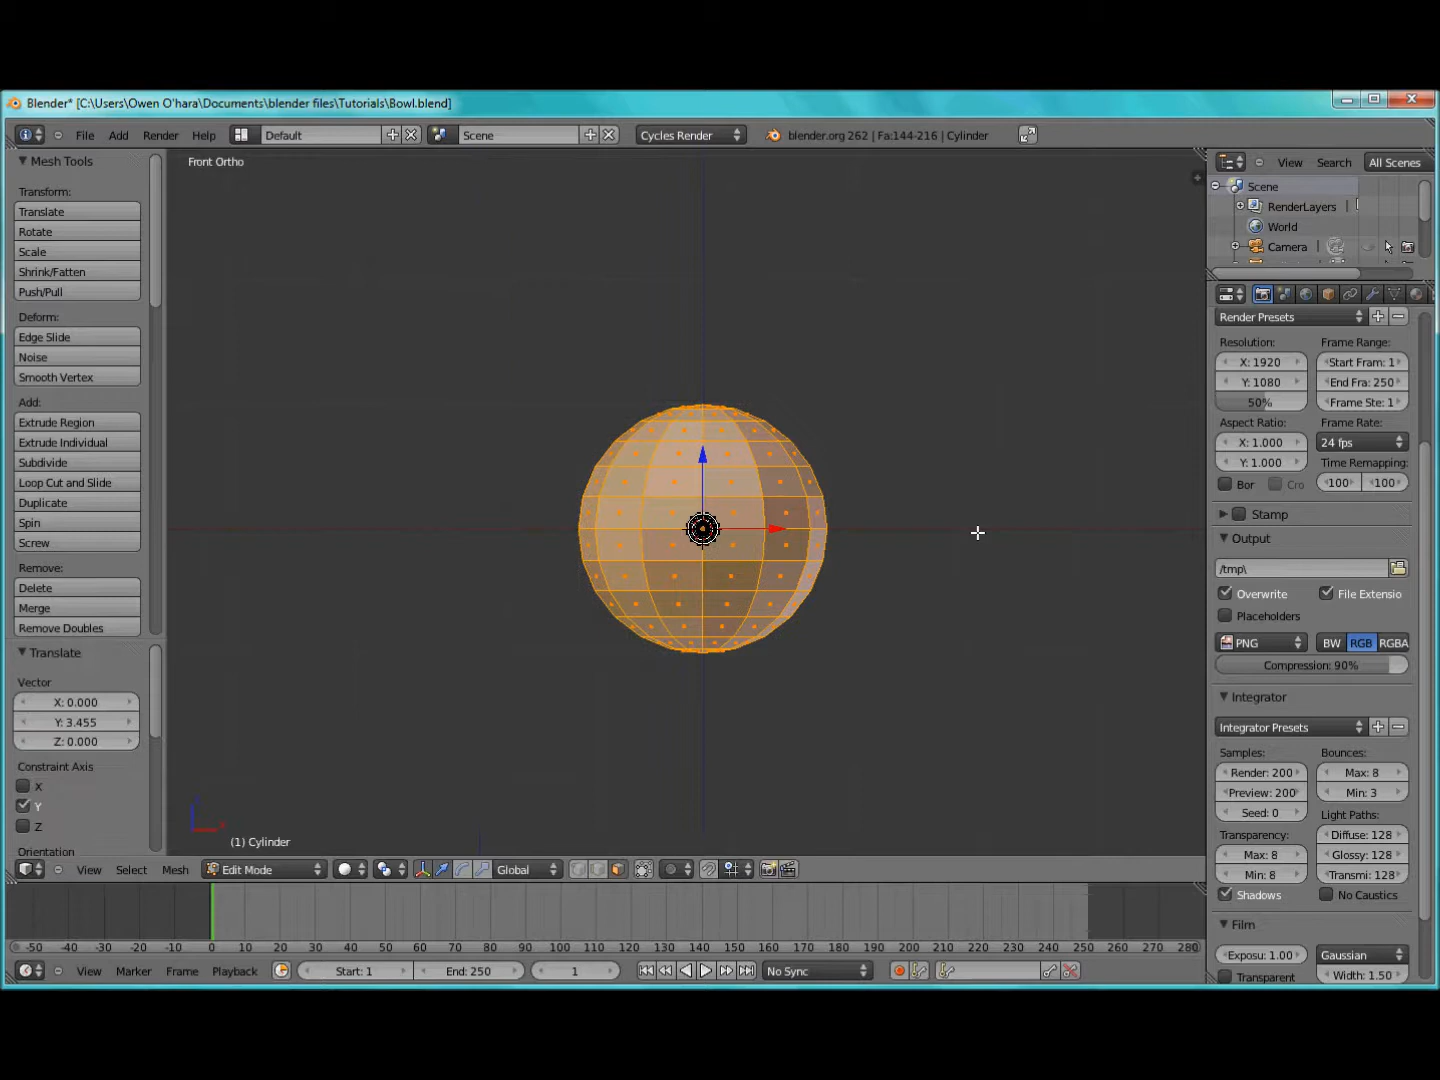 Blender* [C:\Users\Owen O'hara\Documents\blender files\Tutorials\Bowl.blend]
File Add Render Help Default Scene Cycles Render blender.org 262 | Fa:144-216 | Cylinder
Mesh Tools
Transform:
Translate
Rotate
Scale
Shrink/Fatten
Push/Pull
Deform:
Edge Slide
Noise
Smooth Vertex
Add:
Extrude Region
Extrude Individual
Subdivide
Loop Cut and Slide
Duplicate
Spin
Screw
Remove:
Delete
Merge
Remove Doubles
Translate
Vector
X: 0.000
Y: 3.455
Z: 0.000
Constraint Axis
X
Y
Z
Orientation
Front Ortho
(1) Cylinder
View Select Mesh Edit Mode Global
View Search All Scenes
Scene
RenderLayers |
World
Camera |
Render Presets
Resolution: Frame Range:
X: 1920 Start Fram: 1
Y: 1080 End Fra: 250
50% Frame Ste: 1
Aspect Ratio: Frame Rate:
X: 1.000 24 fps
Y: 1.000 Time Remapping:
Bor Cro 100 100
Stamp
Output
/tmp\
Overwrite File Extensio
Placeholders
PNG BW RGB RGBA
Compression: 90%
Integrator
Integrator Presets
Samples: Bounces:
Render: 200 Max: 8
Preview: 200 Min: 3
Seed: 0 Light Paths:
Transparency: Diffuse: 128
Max: 8 Glossy: 128
Min: 8 Transmi: 128
Shadows No Caustics
Film
Exposu: 1.00 Gaussian
Transparent Width: 1.50
-50 -40 -30 -20 -10 0 10 20 30 40 50 60 70 80 90 100 110 120 130 140 150 160 170 180 190 200 210 220 230 240 250 260 270 280
View Marker Frame Playback Start: 1 End: 250 1 No Sync